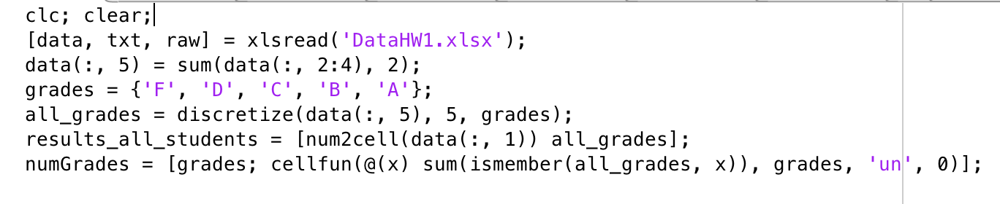 clc; clear;
[data, txt, raw] = xlsread('DataHW1.xlsx');
data(:, 5) = sum(data(:, 2:4), 2);
grades = {'F', 'D', 'C', 'B', 'A'};
all_grades = discretize(data(:, 5), 5, grades);
results_all_students = [num2cell(data(:, 1)) all_grades];
numGrades = [grades; cellfun(@(x) sum(ismember(all_grades, x)), grades, 'un', 0)];